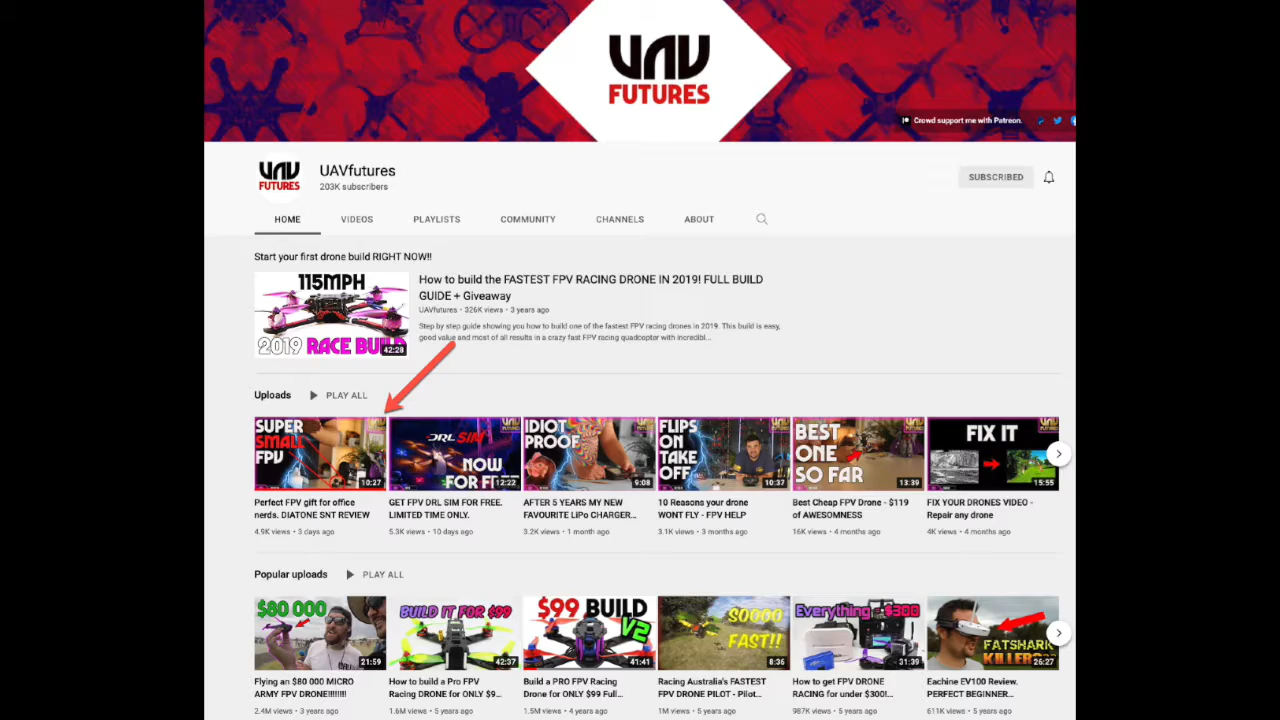 UAV
FUTURES
Crowd support me with Patreon.
UAV
FUTURES
UAVfutures
203K subscribers
SUBSCRIBED
HOME VIDEOS PLAYLISTS COMMUNITY CHANNELS ABOUT
Start your first drone build RIGHT NOW!!
115MPH
2019 RACE BUILD
42:28
How to build the FASTEST FPV RACING DRONE IN 2019! FULL BUILD
GUIDE + Giveaway
UAVfutures • 326K views • 3 years ago
Step by step guide showing you how to build one of the fastest FPV racing drones in 2019. This build is easy,
good value and most of all results in a crazy fast FPV racing quadcopter with incredibl...
Uploads PLAY ALL
SUPER
SMALL
FPV
10:27
Perfect FPV gift for office
nerds. DIATONE SNT REVIEW
4.9K views • 3 days ago
DRL SIM
NOW
FOR F
12:22
GET FPV DRL SIM FOR FREE.
LIMITED TIME ONLY.
5.3K views • 10 days ago
IDIOT
PROOF
9:08
AFTER 5 YEARS MY NEW
FAVOURITE LiPo CHARGER...
3.2K views • 1 month ago
FLIPS
ON
TAKE
OFF
10:37
10 Reasons your drone
WONT FLY - FPV HELP
3.1K views • 3 months ago
BEST
ONE
SO FAR
13:39
Best Cheap FPV Drone - $119
of AWESOMNESS
16K views • 4 months ago
FIX IT
15:55
FIX YOUR DRONES VIDEO -
Repair any drone
4K views • 4 months ago
Popular uploads PLAY ALL
$80 000
21:59
Flying an $80 000 MICRO
ARMY FPV DRONE!!!!!!!!
2.4M views • 3 years ago
BUILD IT FOR $99
42:37
How to build a Pro FPV
Racing DRONE for ONLY $9...
1.6M views • 5 years ago
$99 BUILD
V2
41:41
Build a PRO FPV Racing
Drone for ONLY $99 Full...
1.5M views • 4 years ago
SOOOO
FAST!!
8:36
Racing Australia's FASTEST
FPV DRONE PILOT - Pilot...
1M views • 5 years ago
Everything - $300
31:39
How to get FPV DRONE
RACING for under $300!...
987K views • 5 years ago
FATSHARK
KILLER
26:27
Eachine EV100 Review.
PERFECT BEGINNER...
611K views • 5 years ago